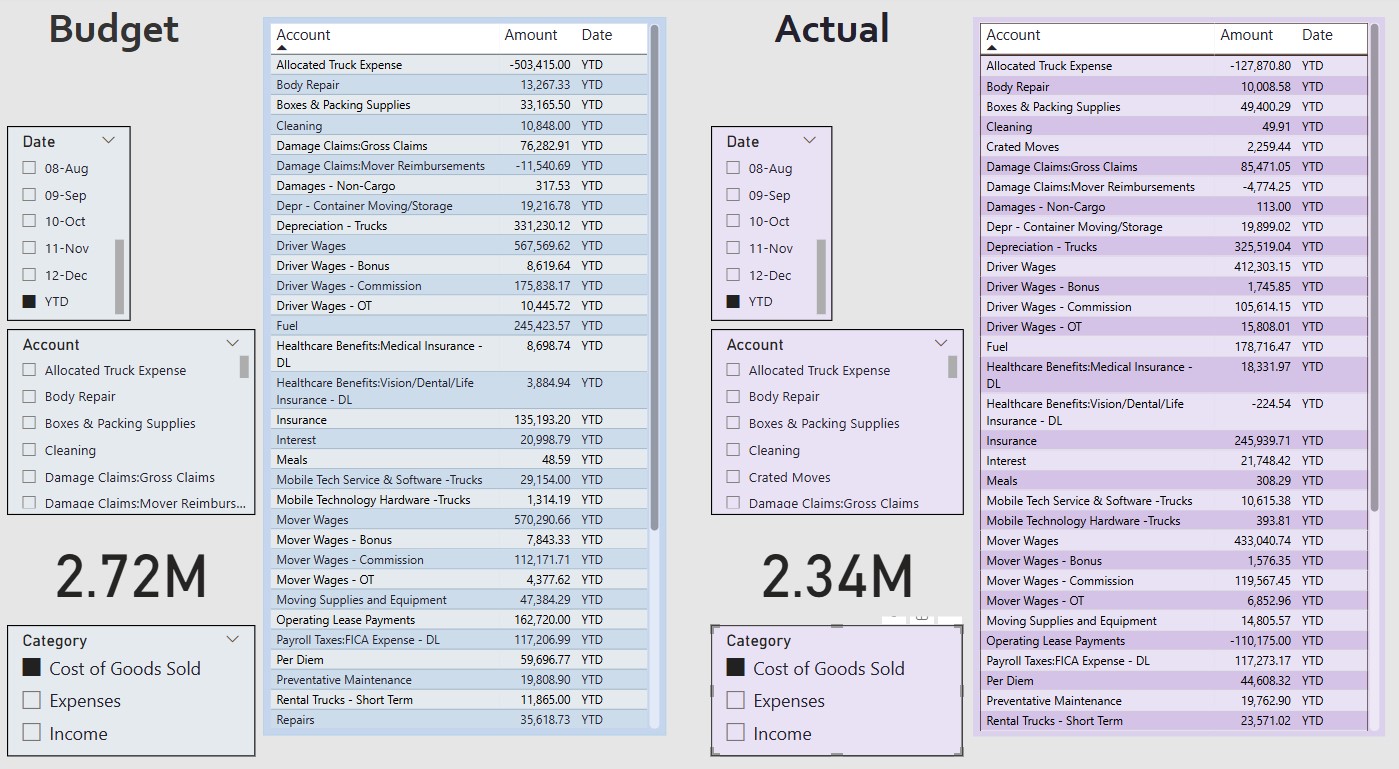 Budget
Date
08-Aug
09-Sep
10-Oct
11-Nov
12-Dec
YTD
Account
Allocated Truck Expense
Body Repair
Boxes & Packing Supplies
Cleaning
Damage Claims:Gross Claims
Damage Claims:Mover Reimburs...
2.72M
Category
Cost of Goods Sold
Expenses
Income
Account Amount Date
Allocated Truck Expense -503,415.00 YTD
Body Repair 13,267.33 YTD
Boxes & Packing Supplies 33,165.50 YTD
Cleaning 10,848.00 YTD
Damage Claims:Gross Claims 76,282.91 YTD
Damage Claims:Mover Reimbursements -11,540.69 YTD
Damages - Non-Cargo 317.53 YTD
Depr - Container Moving/Storage 19,216.78 YTD
Depreciation - Trucks 331,230.12 YTD
Driver Wages 567,569.62 YTD
Driver Wages - Bonus 8,619.64 YTD
Driver Wages - Commission 175,838.17 YTD
Driver Wages - OT 10,445.72 YTD
Fuel 245,423.57 YTD
Healthcare Benefits:Medical Insurance - 8,698.74 YTD
DL
Healthcare Benefits:Vision/Dental/Life 3,884.94 YTD
Insurance - DL
Insurance 135,193.20 YTD
Interest 20,998.79 YTD
Meals 48.59 YTD
Mobile Tech Service & Software -Trucks 29,154.00 YTD
Mobile Technology Hardware -Trucks 1,314.19 YTD
Mover Wages 570,290.66 YTD
Mover Wages - Bonus 7,843.33 YTD
Mover Wages - Commission 112,171.71 YTD
Mover Wages - OT 4,377.62 YTD
Moving Supplies and Equipment 47,384.29 YTD
Operating Lease Payments 162,720.00 YTD
Payroll Taxes:FICA Expense - DL 117,206.99 YTD
Per Diem 59,696.77 YTD
Preventative Maintenance 19,808.90 YTD
Rental Trucks - Short Term 11,865.00 YTD
Repairs 35,618.73 YTD
Actual
Date
08-Aug
09-Sep
10-Oct
11-Nov
12-Dec
YTD
Account
Allocated Truck Expense
Body Repair
Boxes & Packing Supplies
Cleaning
Crated Moves
Damage Claims:Gross Claims
2.34M
Category
Cost of Goods Sold
Expenses
Income
Account Amount Date
Allocated Truck Expense -127,870.80 YTD
Body Repair 10,008.58 YTD
Boxes & Packing Supplies 49,400.29 YTD
Cleaning 49.91 YTD
Crated Moves 2,259.44 YTD
Damage Claims:Gross Claims 85,471.05 YTD
Damage Claims:Mover Reimbursements -4,774.25 YTD
Damages - Non-Cargo 113.00 YTD
Depr - Container Moving/Storage 19,899.02 YTD
Depreciation - Trucks 325,519.04 YTD
Driver Wages 412,303.15 YTD
Driver Wages - Bonus 1,745.85 YTD
Driver Wages - Commission 105,614.15 YTD
Driver Wages - OT 15,808.01 YTD
Fuel 178,716.47 YTD
Healthcare Benefits:Medical Insurance - 18,331.97 YTD
DL
Healthcare Benefits:Vision/Dental/Life -224.54 YTD
Insurance - DL
Insurance 245,939.71 YTD
Interest 21,748.42 YTD
Meals 308.29 YTD
Mobile Tech Service & Software -Trucks 10,615.38 YTD
Mobile Technology Hardware -Trucks 393.81 YTD
Mover Wages 433,040.74 YTD
Mover Wages - Bonus 1,576.35 YTD
Mover Wages - Commission 119,567.45 YTD
Mover Wages - OT 6,852.96 YTD
Moving Supplies and Equipment 14,805.57 YTD
Operating Lease Payments -110,175.00 YTD
Payroll Taxes:FICA Expense - DL 117,273.17 YTD
Per Diem 44,608.32 YTD
Preventative Maintenance 19,762.90 YTD
Rental Trucks - Short Term 23,571.02 YTD